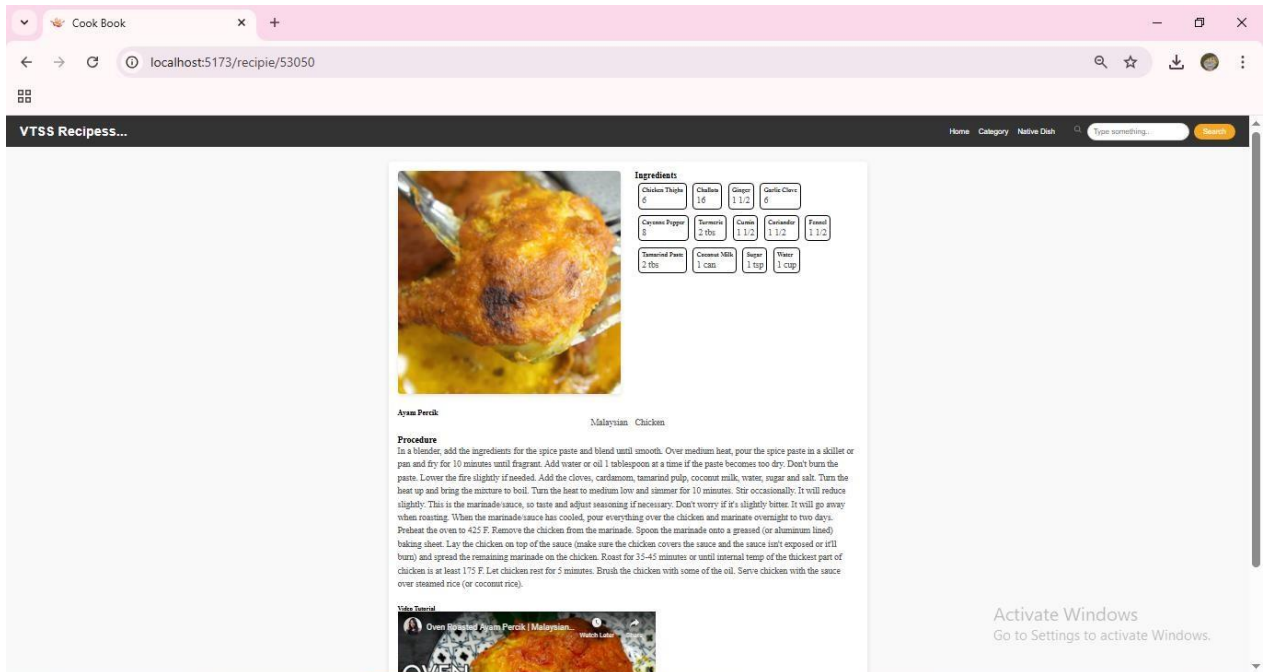 Cook Book
localhost:5173/recipie/53050
VTSS Recipess...
Home Category Native Dish Type something.. Search
Ingredients
Chicken Thighs Challots Ginger Garlic Clove
6 16 1 1/2 6
Cayenne Pepper Turmeric Cumin Coriander Fennel
8 2 tbs 1 1/2 1 1/2 1 1/2
Tamarind Paste Coconut Milk Sugar Water
2 tbs 1 can 1 tsp 1 cup
Ayam Percik
Malaysian Chicken
Procedure
In a blender, add the ingredients for the spice paste and blend until smooth. Over medium heat, pour the spice paste in a skillet or
pan and fry for 10 minutes until fragrant. Add water or oil 1 tablespoon at a time if the paste becomes too dry. Don't burn the
paste. Lower the fire slightly if needed. Add the cloves, cardamom, tamarind pulp, coconut milk, water, sugar and salt. Turn the
heat up and bring the mixture to boil. Turn the heat to medium low and simmer for 10 minutes. Stir occasionally. It will reduce
slightly. This is the marinade/sauce, so taste and adjust seasoning if necessary. Don't worry if it's slightly bitter. It will go away
when roasting. When the marinade/sauce has cooled, pour everything over the chicken and marinate overnight to two days.
Preheat the oven to 425 F. Remove the chicken from the marinade. Spoon the marinade onto a greased (or aluminum lined)
baking sheet. Lay the chicken on top of the sauce (make sure the chicken covers the sauce and the sauce isn't exposed or it'll
burn) and spread the remaining marinade on the chicken. Roast for 35-45 minutes or until internal temp of the thickest part of
chicken is at least 175 F. Let chicken rest for 5 minutes. Brush the chicken with some of the oil. Serve chicken with the sauce
over steamed rice (or coconut rice).
Video Tutorial
Oven Roasted Ayam Percik | Malaysian...
Watch Later Share
OVEN
Activate Windows
Go to Settings to activate Windows.